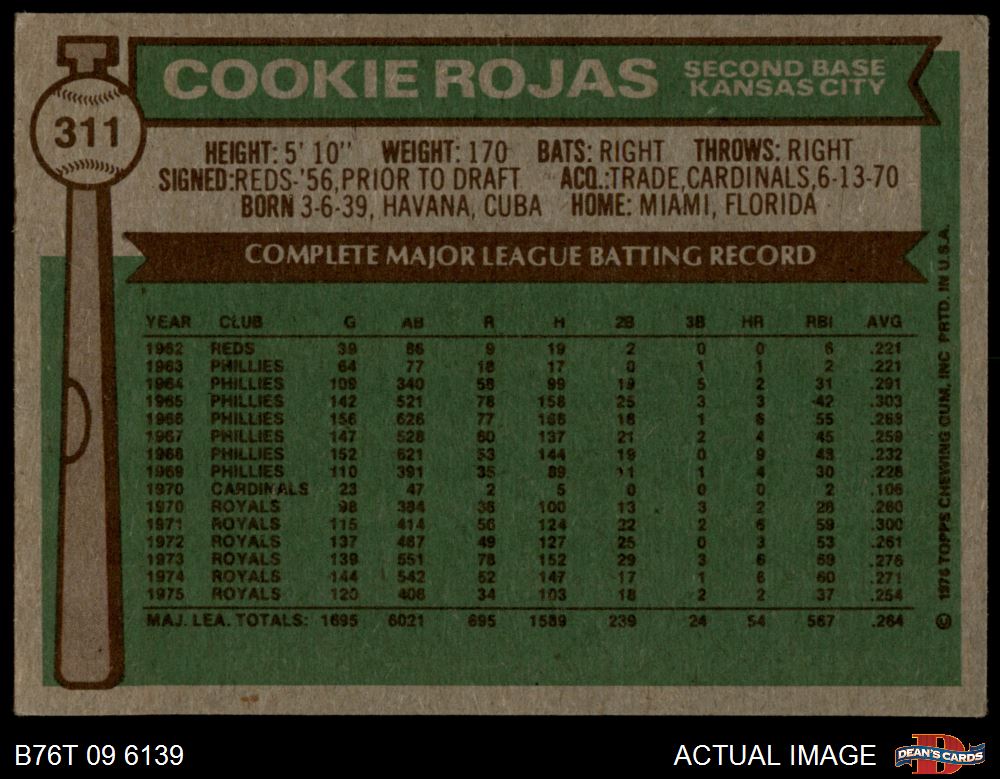 COOKIE ROJAS
SECOND BASE
KANSAS CITY
311
HEIGHT: 5' 10" WEIGHT: 170 BATS: RIGHT THROWS: RIGHT
SIGNED:REDS-'56,PRIOR TO DRAFT ACQ.:TRADE,CARDINALS,6-13-70
BORN 3-6-39, HAVANA, CUBA HOME: MIAMI, FLORIDA
COMPLETE MAJOR LEAGUE BATTING RECORD
YEAR CLUB G AB R H 2B 3B HR RBI AVG
1962 REDS 39 86 9 19 2 0 0 6 .221
1963 PHILLIES 64 77 18 17 0 1 1 2 .221
1964 PHILLIES 109 340 58 99 19 5 2 31 .291
1965 PHILLIES 142 521 78 158 25 3 3 42 .303
1966 PHILLIES 156 626 77 168 18 1 6 55 .268
1967 PHILLIES 147 528 60 137 21 2 4 45 .259
1968 PHILLIES 152 621 53 144 19 0 9 48 .232
1969 PHILLIES 110 391 35 89 11 1 4 30 .228
1970 CARDINALS 23 47 2 5 0 0 0 2 .106
1970 ROYALS 98 384 36 100 13 3 2 28 .260
1971 ROYALS 115 414 56 124 22 2 6 59 .300
1972 ROYALS 137 487 49 127 25 0 3 53 .261
1973 ROYALS 139 551 78 152 29 3 6 69 .276
1974 ROYALS 144 542 52 147 17 1 6 60 .271
1975 ROYALS 120 406 34 103 18 2 2 37 .254
MAJ. LEA. TOTALS: 1695 6021 695 1589 239 24 54 567 .264
© 1976 TOPPS CHEWING GUM, INC PRTD. IN U.S.A.
B76T 09 6139
ACTUAL IMAGE
DEAN'S CARDS